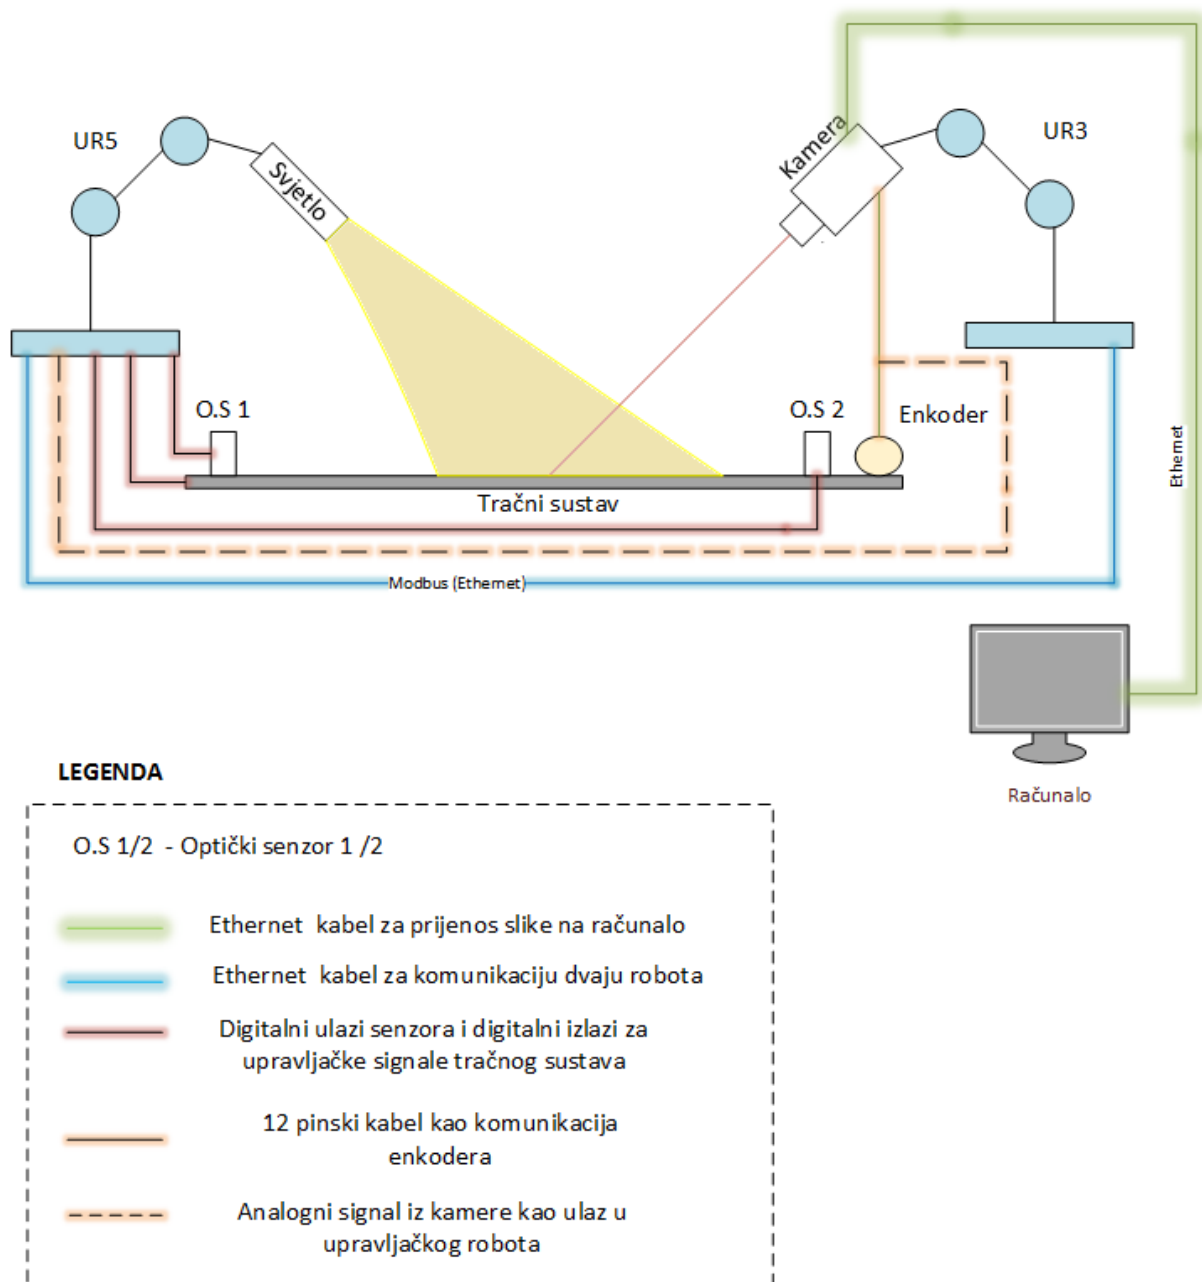 UR5
Svjetlo
Kamera
UR3
O.S 1
O.S 2
Enkoder
Ethernet
Tračni sustav
Modbus (Ethernet)
Računalo
LEGENDA
O.S 1/2  - Optički senzor 1 /2
Ethernet  kabel za prijenos slike na računalo
Ethernet  kabel za komunikaciju dvaju robota
Digitalni ulazi senzora i digitalni izlazi za
upravljačke signale tračnog sustava
12 pinski kabel kao komunikacija
enkodera
Analogni signal iz kamere kao ulaz u
upravljačkog robota